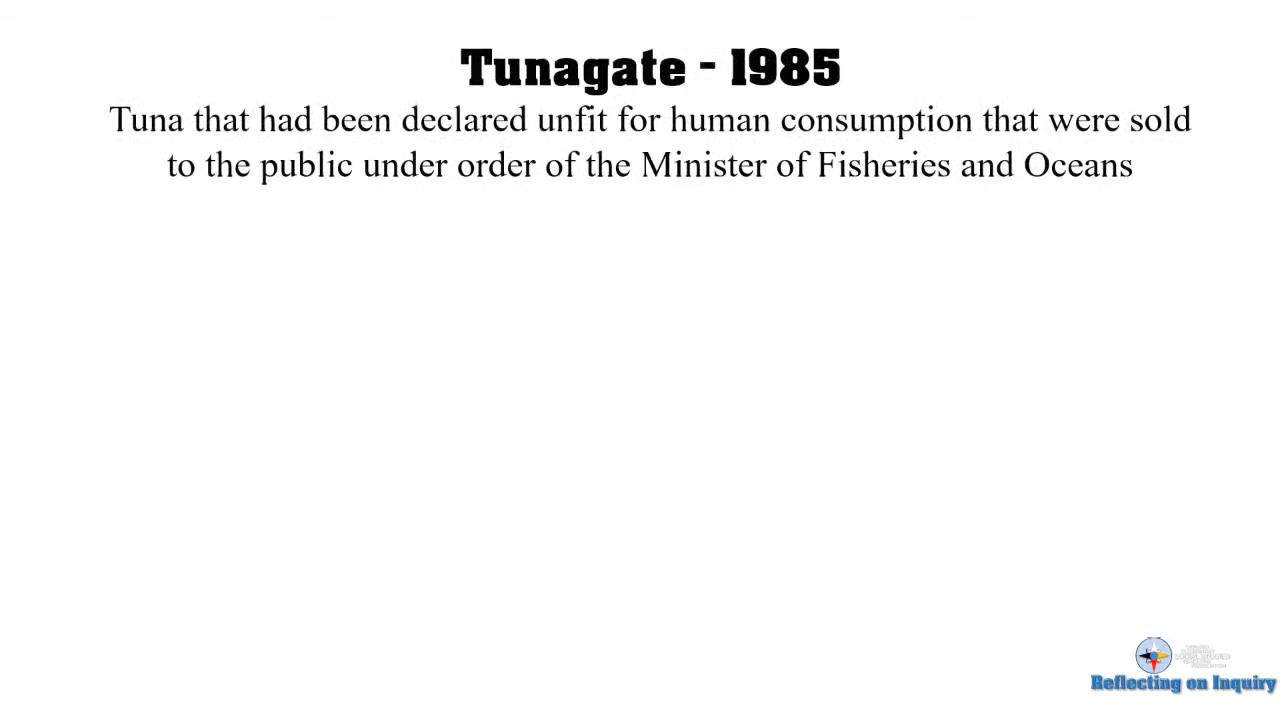 Tunagate - 1985
Tuna that had been declared unfit for human consumption that were sold
to the public under order of the Minister of Fisheries and Oceans
Reflecting on Inquiry